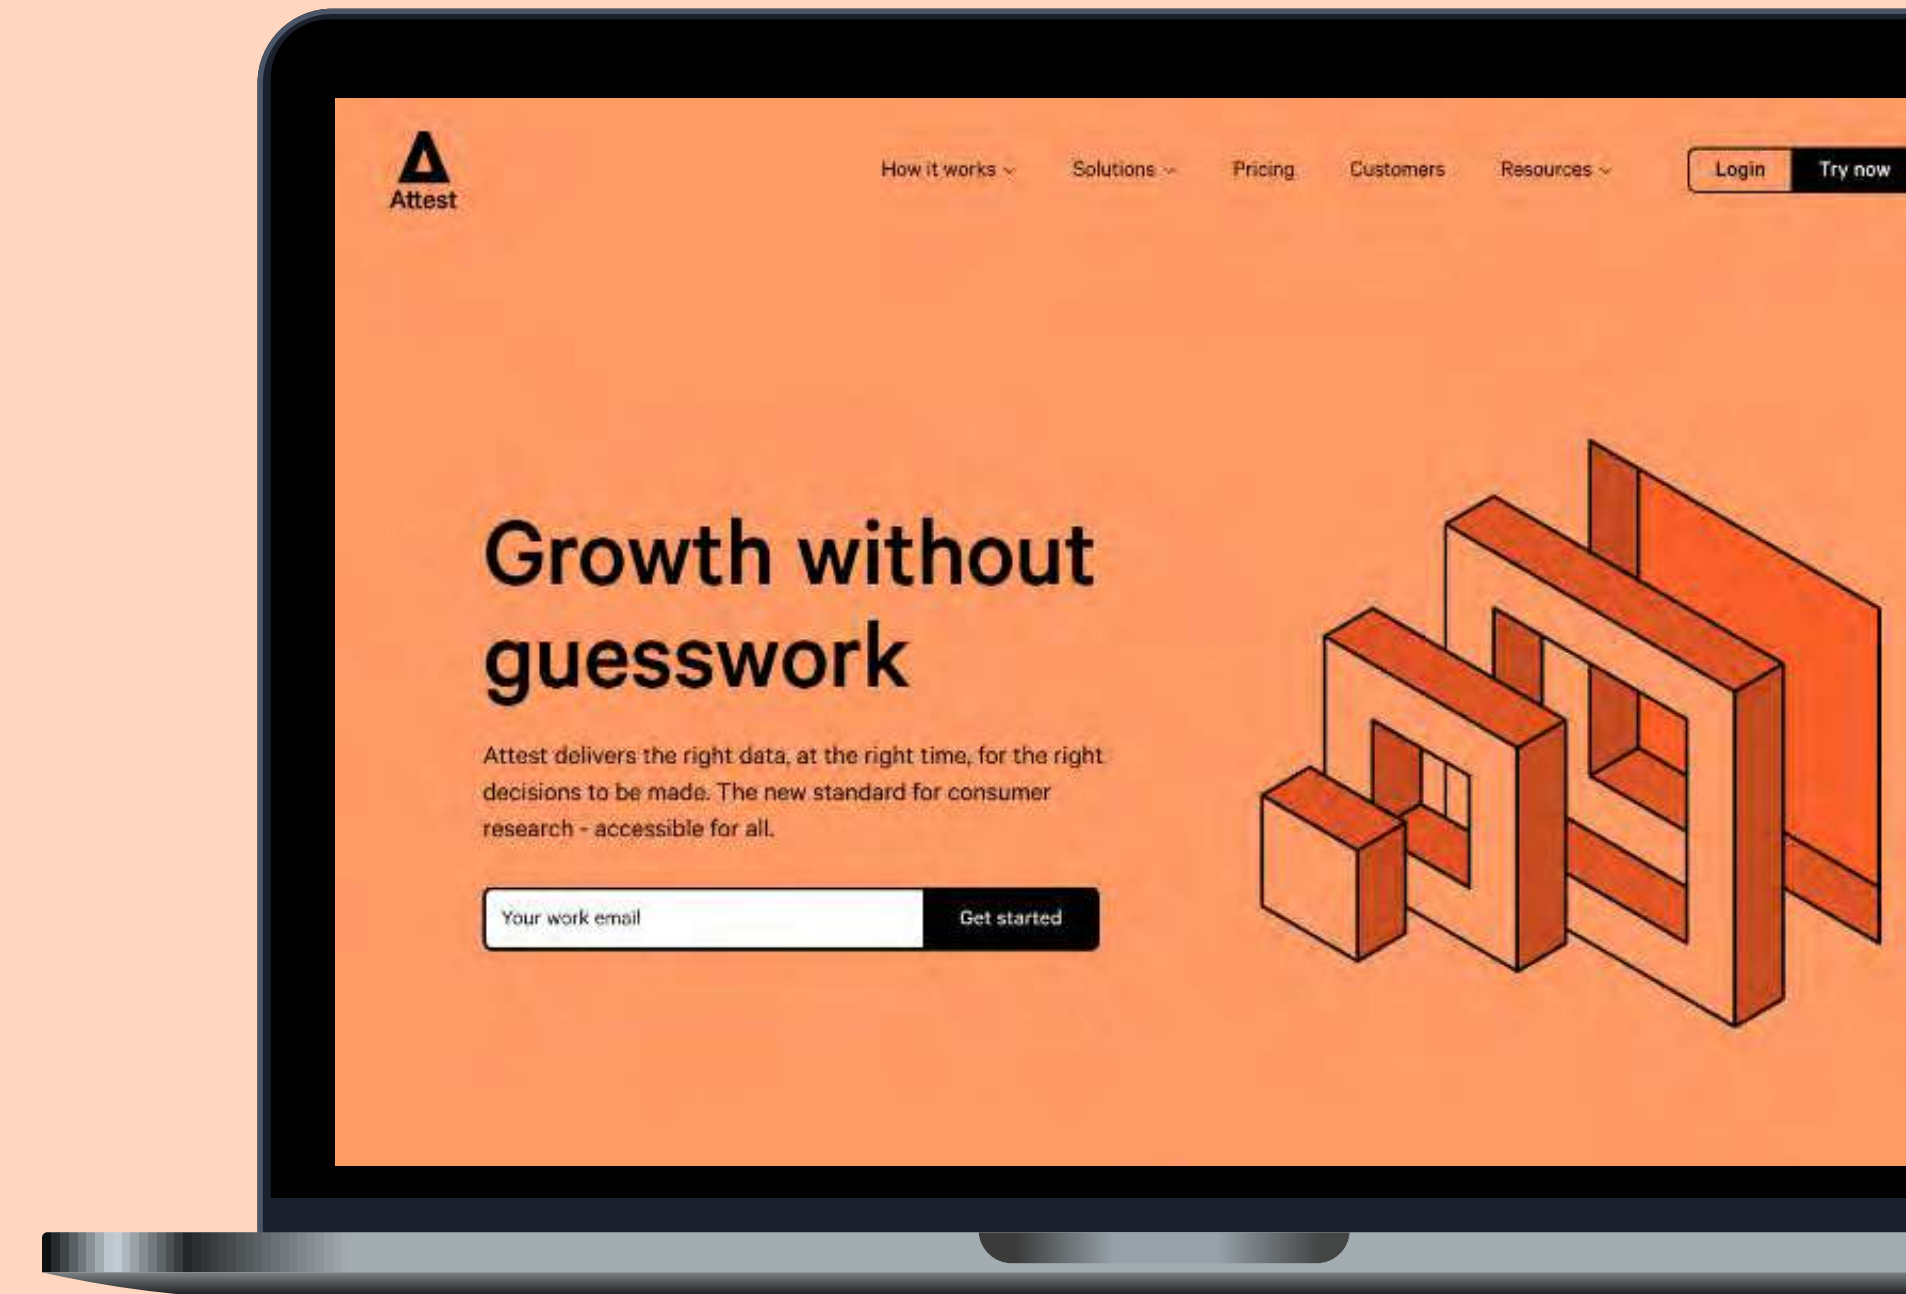 Attest
How it works
Solutions
Pricing
Customers
Resources
Login
Try now
Growth without
guesswork
Attest delivers the right data, at the right time, for the right
decisions to be made. The new standard for consumer
research - accessible for all.
Your work email
Get started